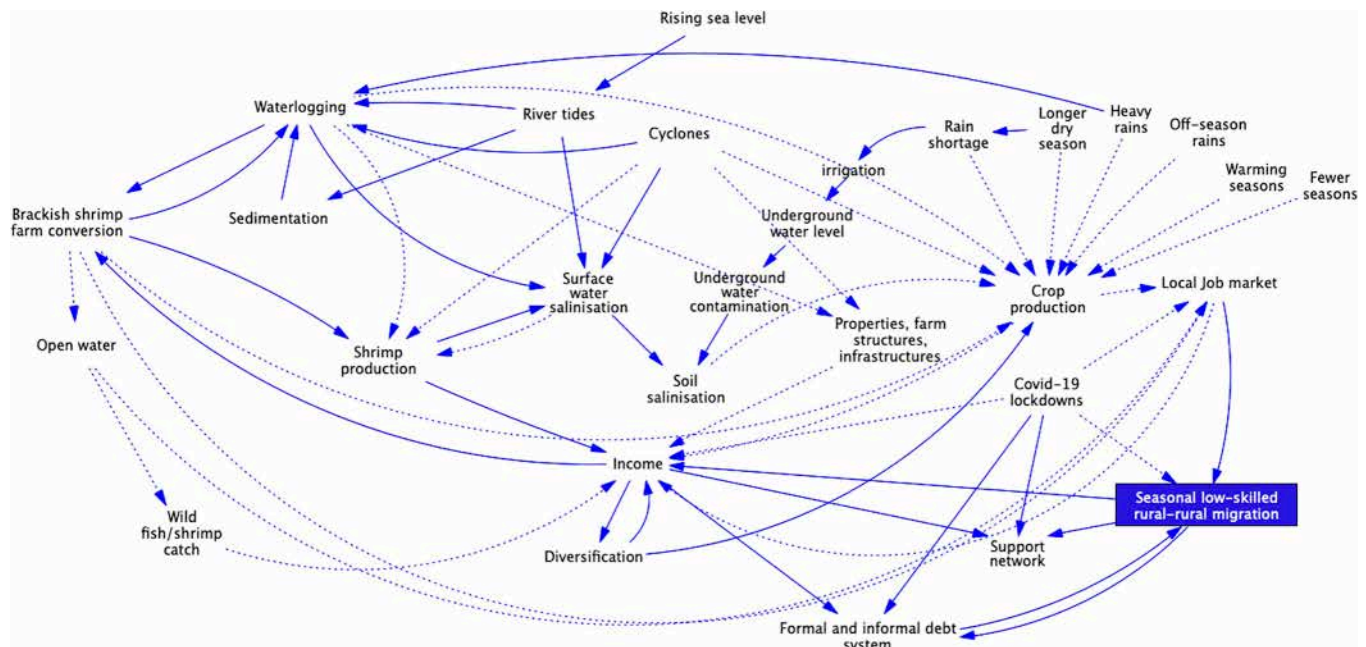 Rising sea level
Waterlogging
River tides
Cyclones
Rain
shortage
Longer
dry
season
Heavy
rains
Off-season
rains
Warming
seasons
Fewer
seasons
irrigation
Brackish shrimp
farm conversion
Sedimentation
Underground
water level
Surface
water
salinisation
Underground
water
contamination
Crop
production
Local Job market
Properties, farm
structures,
infrastructures
Open water
Shrimp
production
Soil
salinisation
Covid-19
lockdowns
Income
Seasonal low-skilled
rural-rural migration
Wild
fish/shrimp
catch
Diversification
Support
network
Formal and informal debt
system